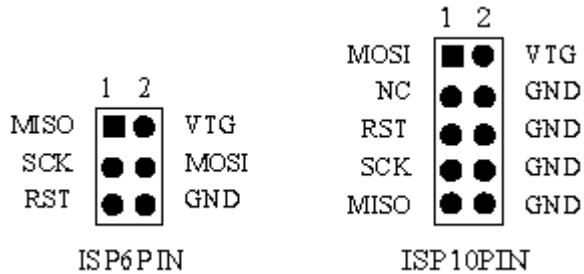 1 2
MISO VTG
SCK MOSI
RST GND
ISP6PIN
1 2
MOSI VTG
NC GND
RST GND
SCK GND
MISO GND
ISP10PIN